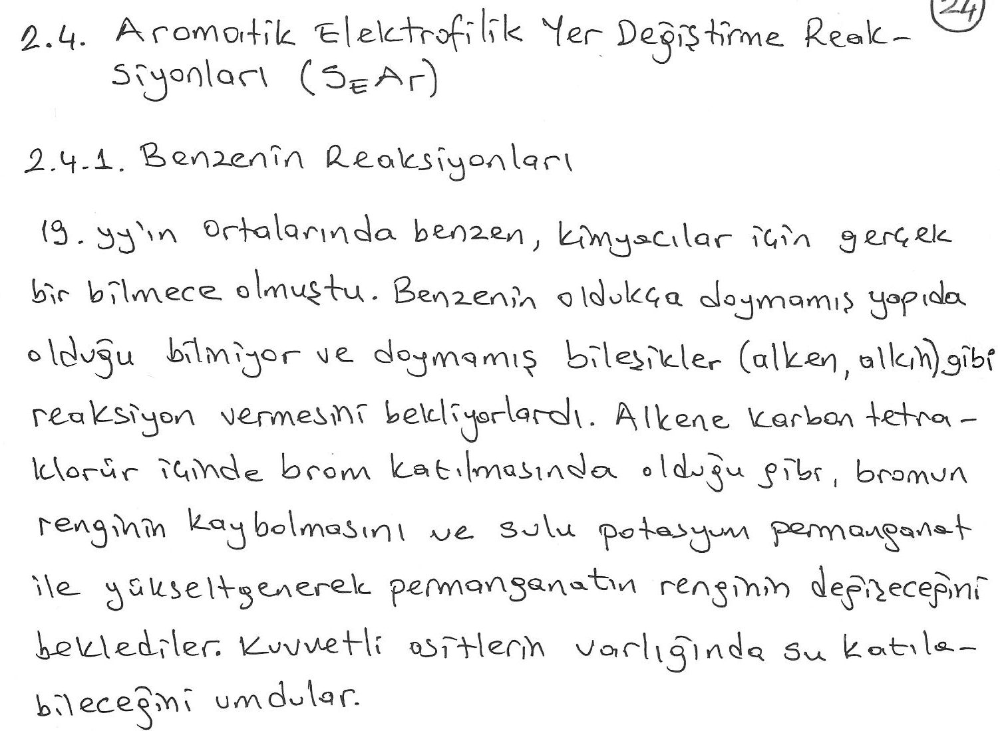 24
2.4. Aromatik Elektrofilik Yer Değiştirme Reak-
siyonları (SEAr)
2.4.1. Benzenin Reaksiyonları
19. yy'ın ortalarında benzen, kimyacılar için gerçek
bir bilmece olmuştu. Benzenin oldukça doymamış yapıda
olduğu biliniyor ve doymamış bileşikler (alken, alkin) gibi
reaksiyon vermesini bekliyorlardı. Alkene karbon tetra-
klorür içinde brom katılmasında olduğu gibi, bromun
renginin kaybolmasını ve sulu potasyum permanganat
ile yükseltgenerek permanganatın renginin değişeceğini
beklediler. Kuvvetli asitlerin varlığında su katıla-
bileceğini umdular.